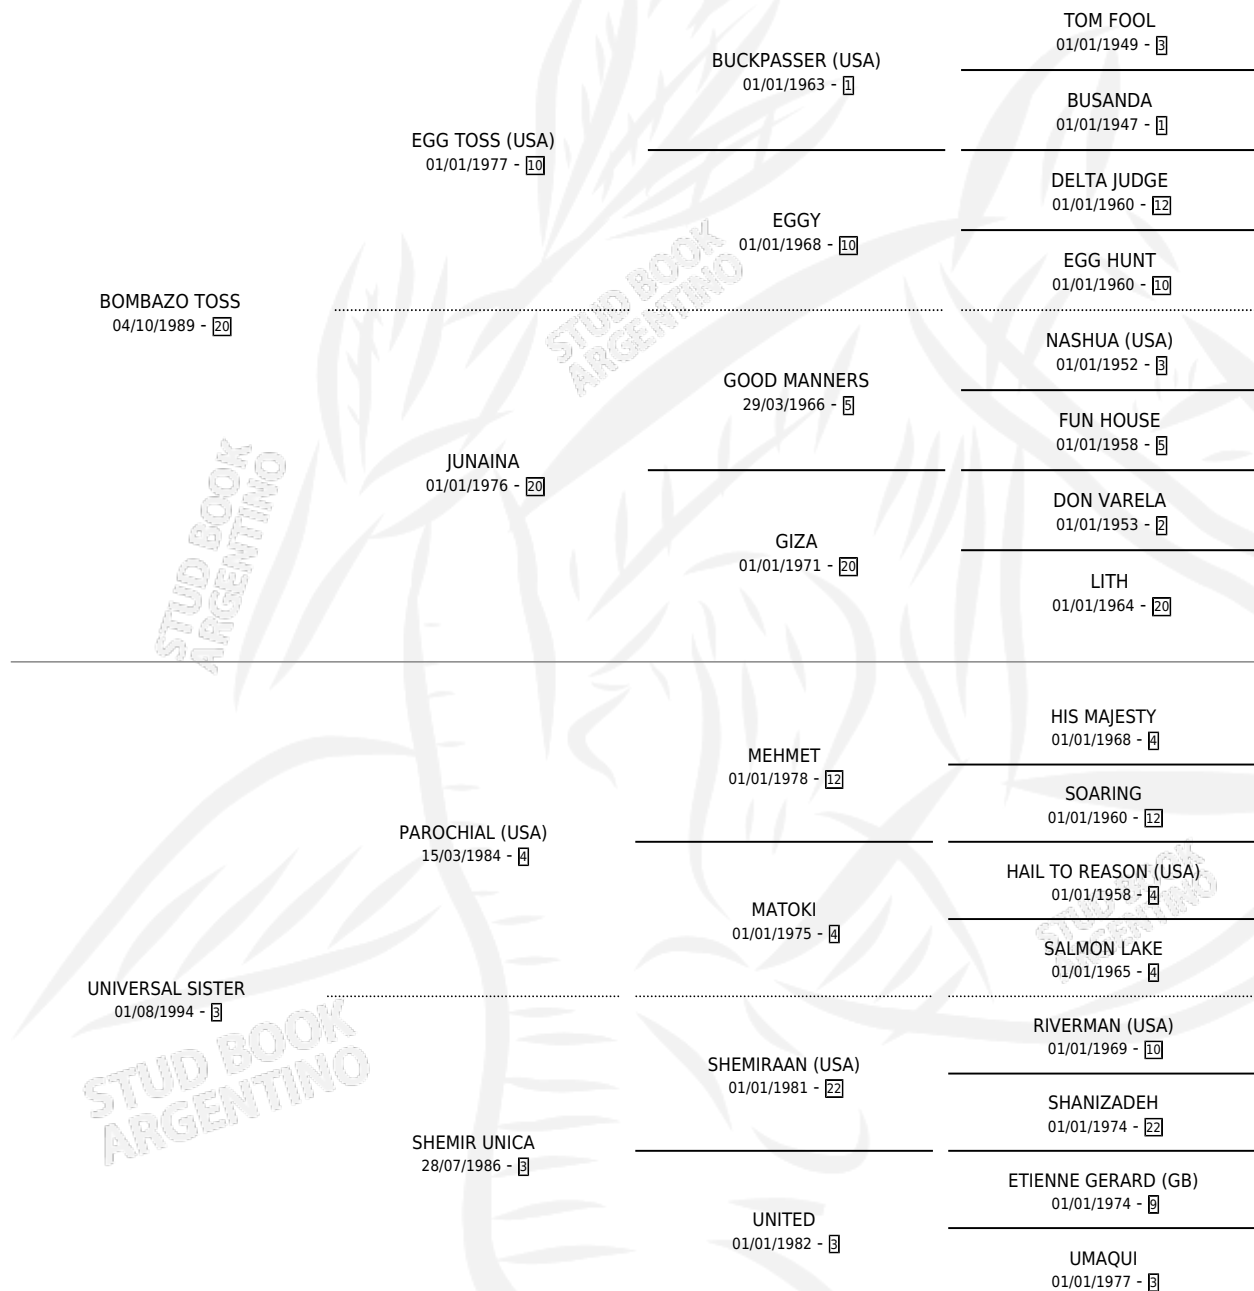 TOM FOOL
01/01/1949 - 3
BUCKPASSER (USA)
01/01/1963 - 1
BUSANDA
01/01/1947 - 1
EGG TOSS (USA)
01/01/1977 - 10
DELTA JUDGE
01/01/1960 - 12
EGGY
01/01/1968 - 10
EGG HUNT
01/01/1960 - 10
BOMBAZO TOSS
04/10/1989 - 20
STUD BOOK
ARGENTINO
NASHUA (USA)
01/01/1952 - 3
GOOD MANNERS
29/03/1966 - 5
FUN HOUSE
01/01/1958 - 5
JUNAINA
01/01/1976 - 20
DON VARELA
01/01/1953 - 2
GIZA
01/01/1971 - 20
LITH
01/01/1964 - 20
STUD BOOK
ARGENTINO
HIS MAJESTY
01/01/1968 - 4
MEHMET
01/01/1978 - 12
SOARING
01/01/1960 - 12
PAROCHIAL (USA)
15/03/1984 - 4
HAIL TO REASON (USA)
01/01/1958 - 4
MATOKI
01/01/1975 - 4
SALMON LAKE
01/01/1965 - 4
STUD BOOK
ARGENTINO
UNIVERSAL SISTER
01/08/1994 - 3
RIVERMAN (USA)
01/01/1969 - 10
SHEMIRAAN (USA)
01/01/1981 - 22
SHANIZADEH
01/01/1974 - 22
STUD BOOK
ARGENTINO
SHEMIR UNICA
28/07/1986 - 3
ETIENNE GERARD (GB)
01/01/1974 - 9
UNITED
01/01/1982 - 3
UMAQUI
01/01/1977 - 3